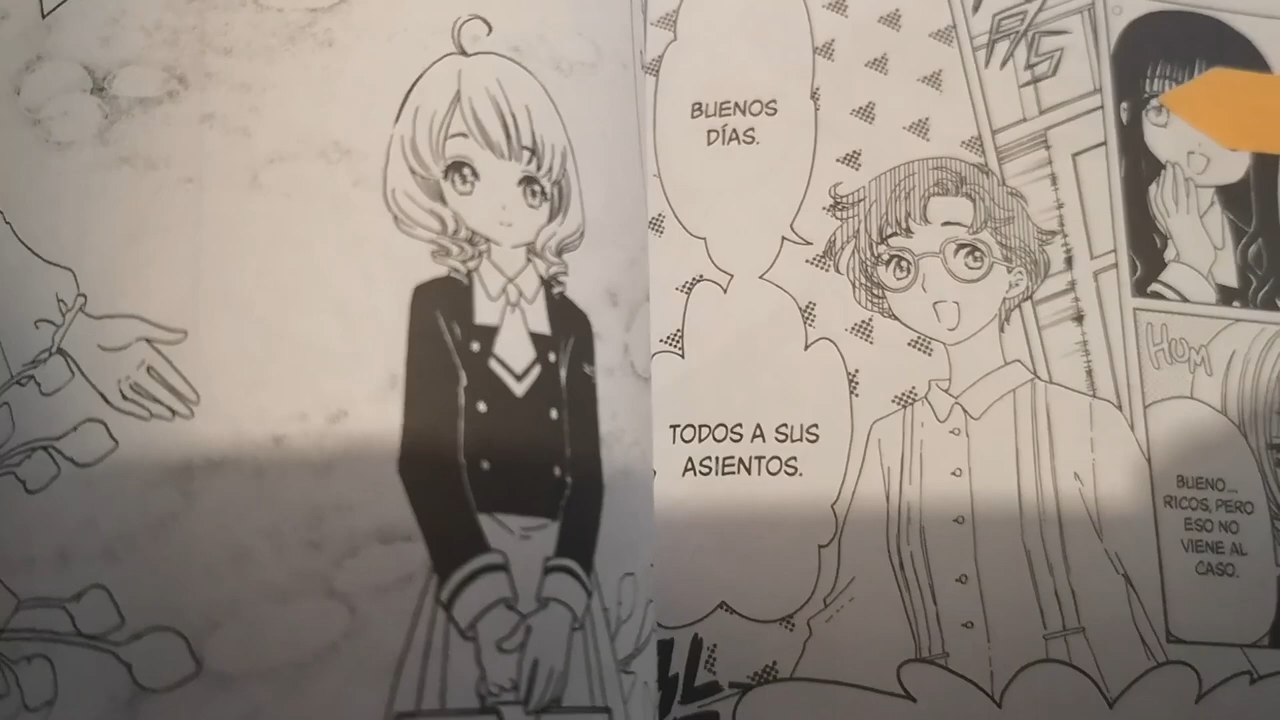 BUENOS
DÍAS.
TODOS A SUS
ASIENTOS.
HUM
BUENO...
RICOS, PERO
ESO NO
VIENE AL
CASO.